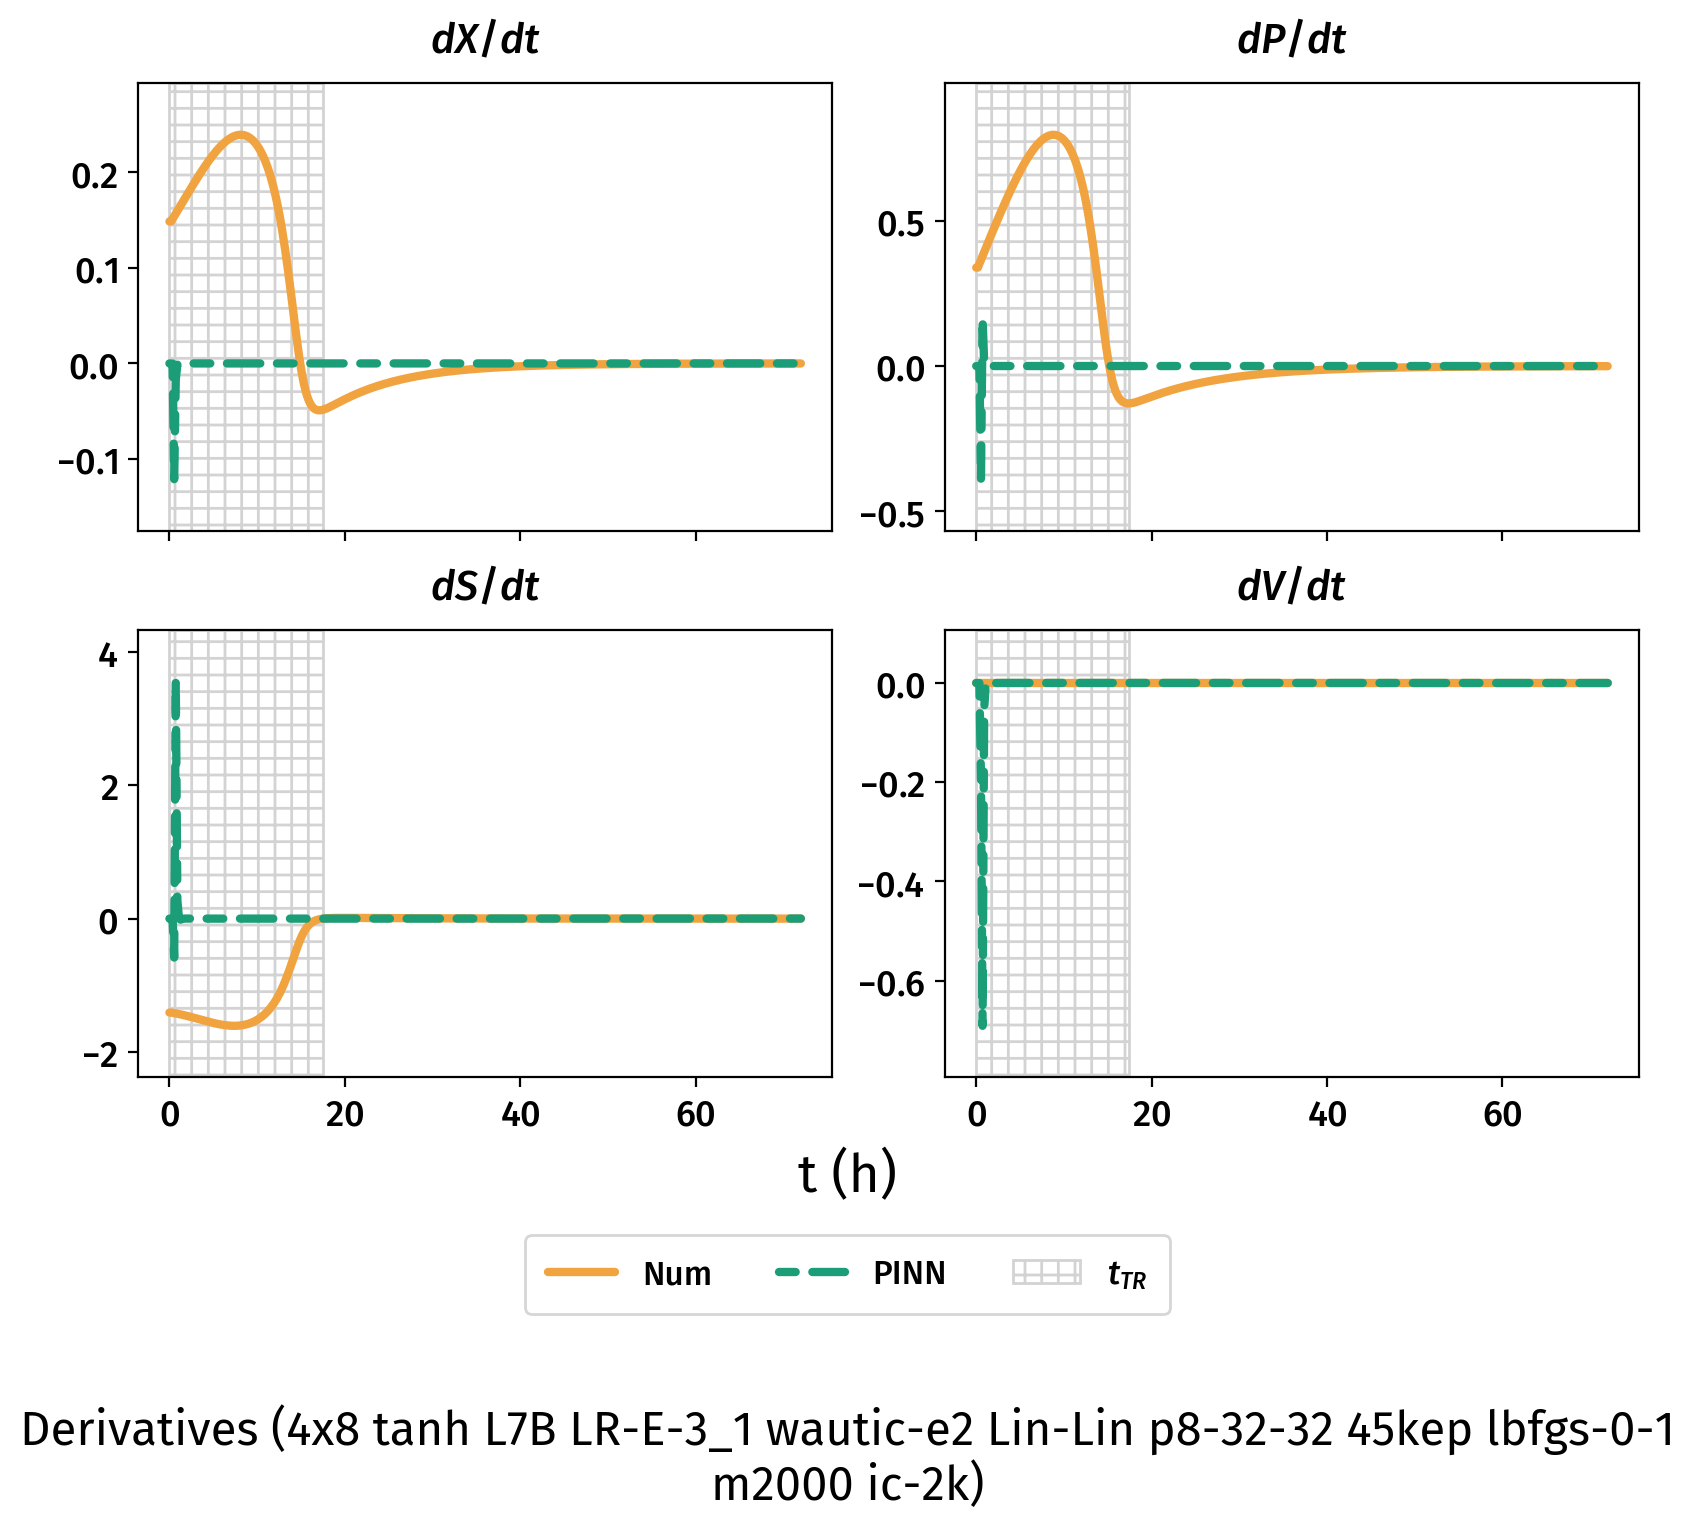 dX/dt
dP/dt
0.2
0.1
0.0
−0.1
0.5
0.0
−0.5
dS/dt
dV/dt
4
2
0
−2
0.0
−0.2
−0.4
−0.6
0 20 40 60
0 20 40 60
t (h)
Num PINN t_TR
Derivatives (4x8 tanh L7B LR-E-3_1 wautic-e2 Lin-Lin p8-32-32 45kep lbfgs-0-1
m2000 ic-2k)